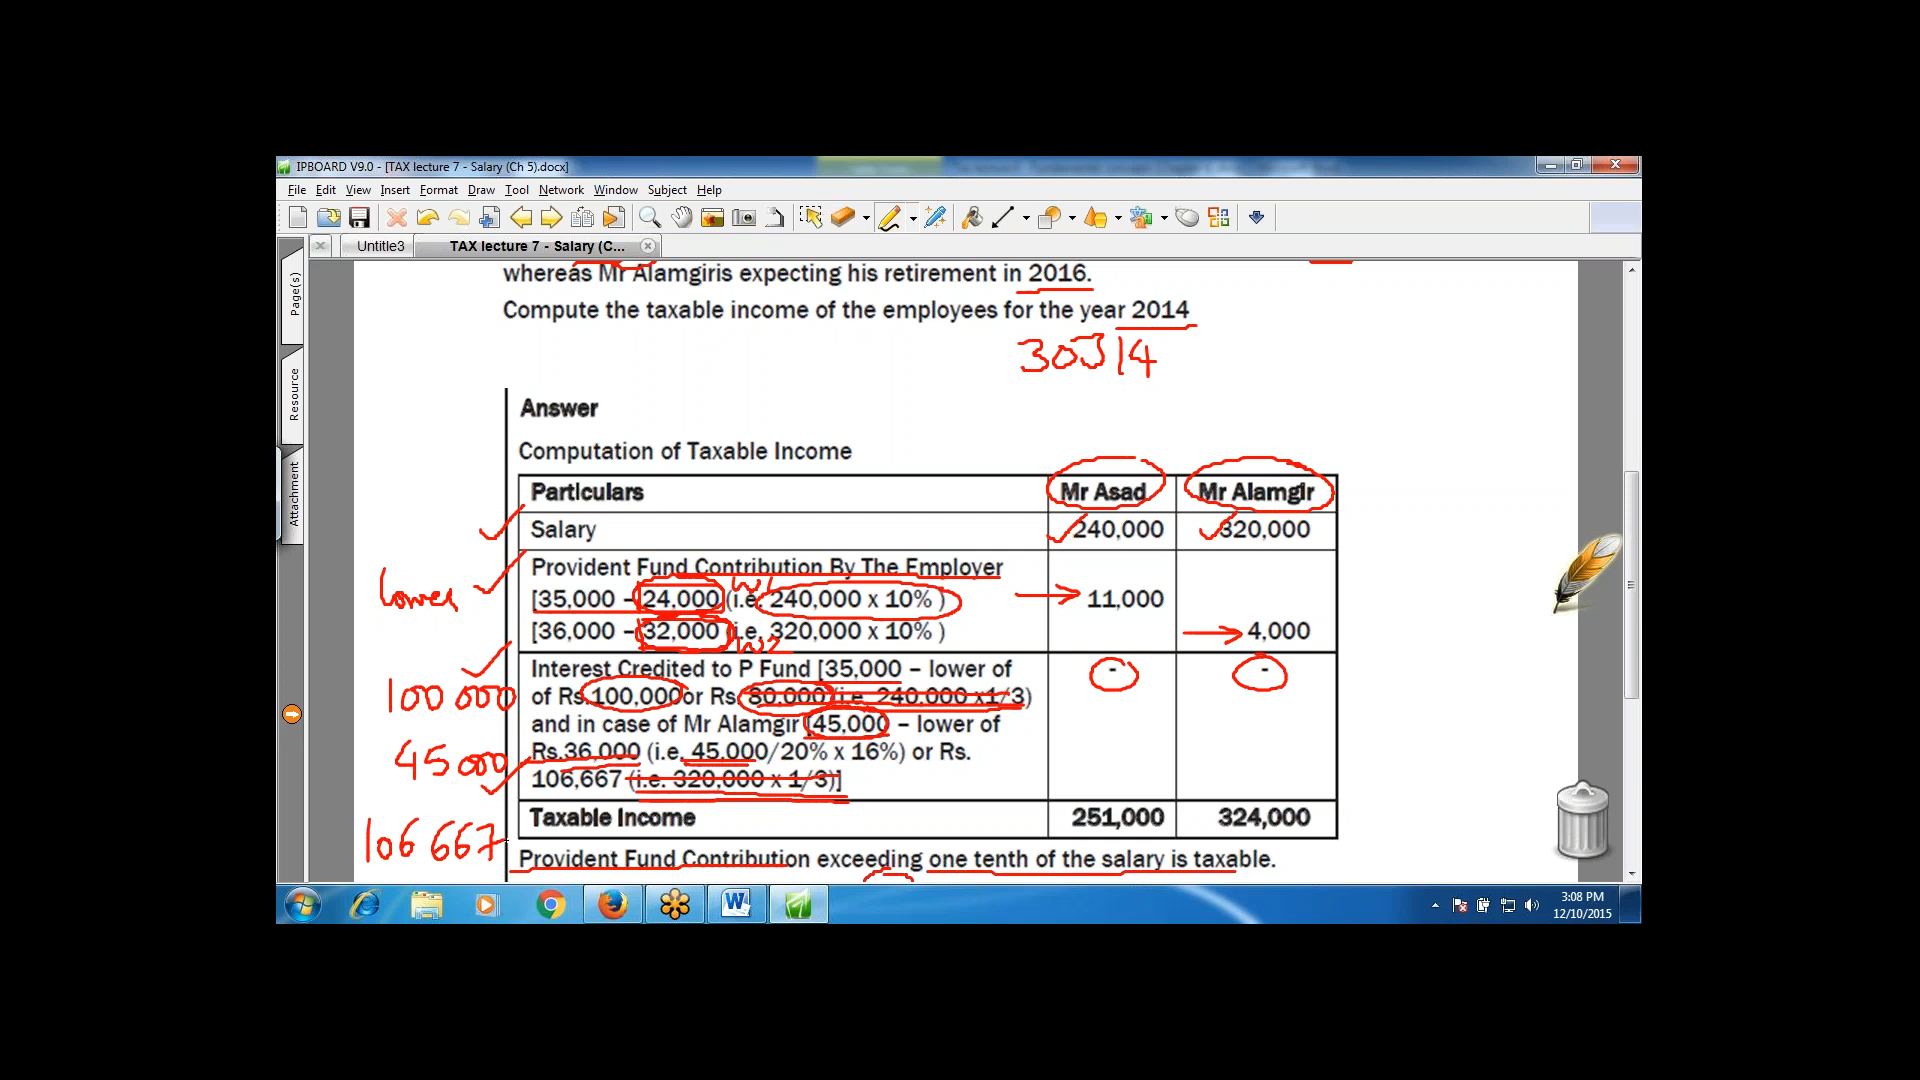 IPBOARD V9.0 - [TAX lecture 7 - Salary (Ch 5).docx]
File Edit View Insert Format Draw Tool Network Window Subject Help
Untitle3 TAX lecture 7 - Salary (C...
Page(s)
Resource
Attachment
whereas Mr Alamgiris expecting his retirement in 2016.
Compute the taxable income of the employees for the year 2014
30J14
Answer
Computation of Taxable Income
Particulars Mr Asad Mr Alamgir
Salary 240,000 320,000
Provident Fund Contribution By The Employer
lower
[35,000 – 24,000 (i.e. 240,000 x 10% ) 11,000
W1
[36,000 – 32,000 (i.e. 320,000 x 10% ) 4,000
W2
Interest Credited to P Fund [35,000 – lower of - -
100 000
of Rs.100,000 or Rs. 80,000 (i.e. 240,000 x1/3)
and in case of Mr Alamgir [45,000 – lower of
45 000
Rs.36,000 (i.e. 45,000/20% x 16%) or Rs.
106,667 (i.e. 320,000 x 1/3)]
Taxable Income 251,000 324,000
106 667
Provident Fund Contribution exceeding one tenth of the salary is taxable.
3:08 PM
12/10/2015